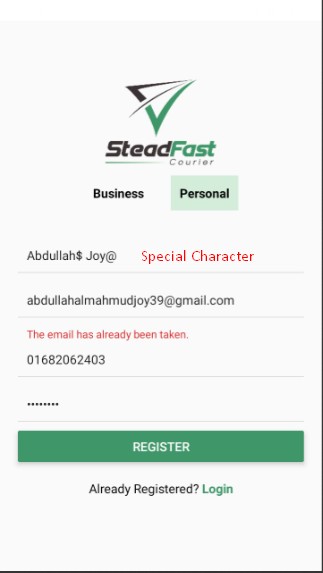 SteadFast
Courier
Business Personal
Abdullah$ Joy@ Special Character
abdullahalmahmudjoy39@gmail.com
The email has already been taken.
01682062403
••••••••
REGISTER
Already Registered? Login